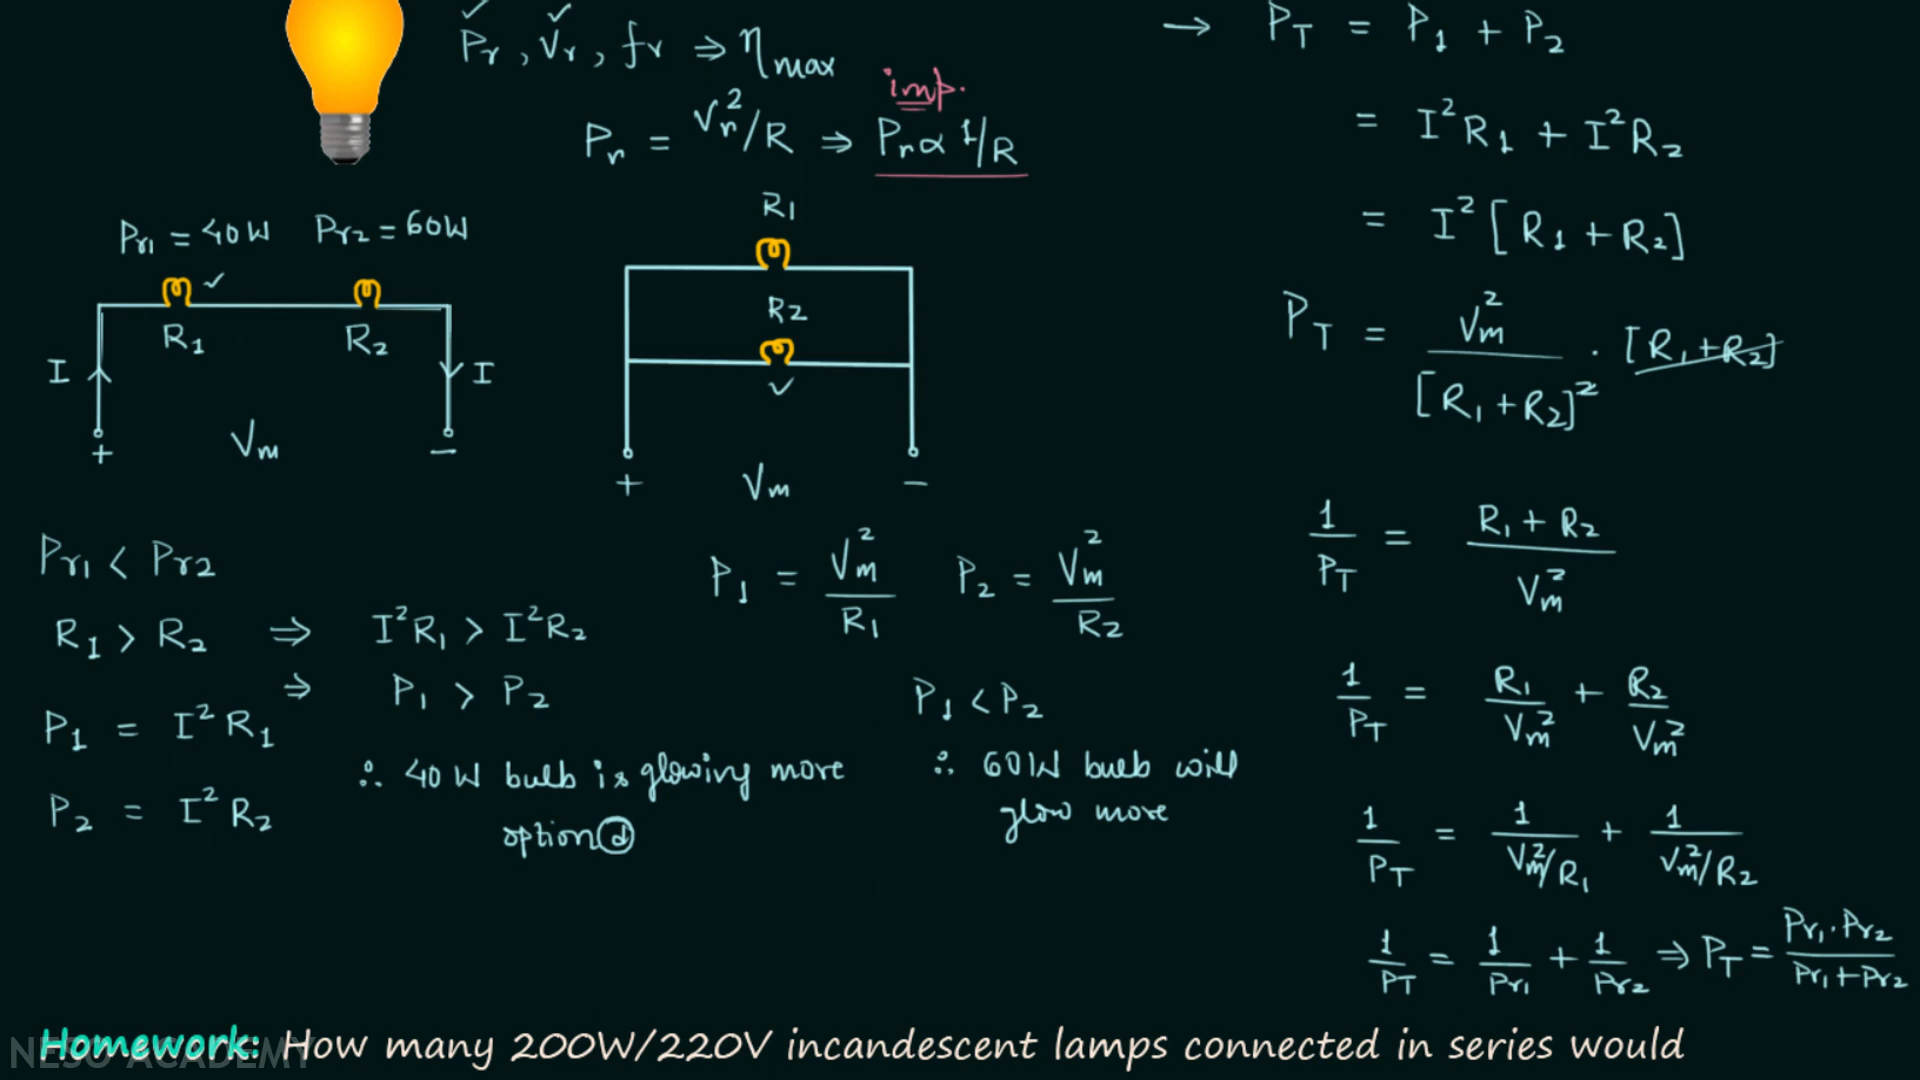 Pr , Vr , fr ⇒ ηmax
imp.
Pr = Vr²/R ⇒ Pr ∝ 1/R
Pr1 = 40W Pr2 = 60W
R1 R2
I I
+ Vm −
R1
R2
+ Vm −
Pr1 < Pr2
R1 > R2 ⇒ I²R1 > I²R2
⇒ P1 > P2
P1 = I²R1
P2 = I²R2
∴ 40W bulb is glowing more
option ⓓ
P1 = Vm²/R1 P2 = Vm²/R2
P1 < P2
∴ 60W bulb will
glow more
→ PT = P1 + P2
= I²R1 + I²R2
= I²[R1 + R2]
PT = Vm²/[R1+R2]² · [R1+R2]
1/PT = R1 + R2/Vm²
1/PT = R1/Vm² + R2/Vm²
1/PT = 1/Vm²/R1 + 1/Vm²/R2
1/PT = 1/Pr1 + 1/Pr2 ⇒ PT = Pr1·Pr2/Pr1+Pr2
Homework: How many 200W/220V incandescent lamps connected in series would
NESO ACADEMY